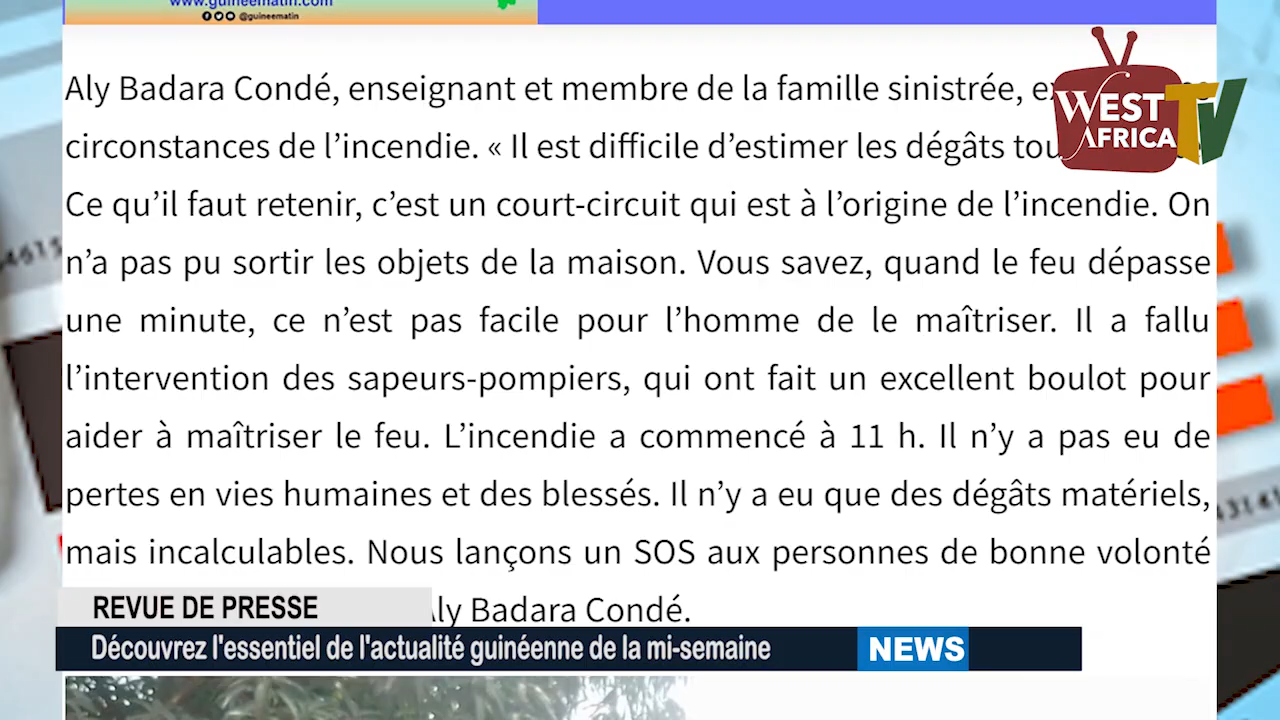 www.guineematin.com
@guineematin
WEST AFRICA TV
Aly Badara Condé, enseignant et membre de la famille sinistrée,
circonstances de l’incendie. « Il est difficile d’estimer les dégâts
Ce qu’il faut retenir, c’est un court-circuit qui est à l’origine de l’incendie. On
n’a pas pu sortir les objets de la maison. Vous savez, quand le feu dépasse
une minute, ce n’est pas facile pour l’homme de le maîtriser. Il a fallu
l’intervention des sapeurs-pompiers, qui ont fait un excellent boulot pour
aider à maîtriser le feu. L’incendie a commencé à 11 h. Il n’y a pas eu de
pertes en vies humaines et des blessés. Il n’y a eu que des dégâts matériels,
mais incalculables. Nous lançons un SOS aux personnes de bonne volonté
Aly Badara Condé.
REVUE DE PRESSE
Découvrez l'essentiel de l'actualité guinéenne de la mi-semaine
NEWS